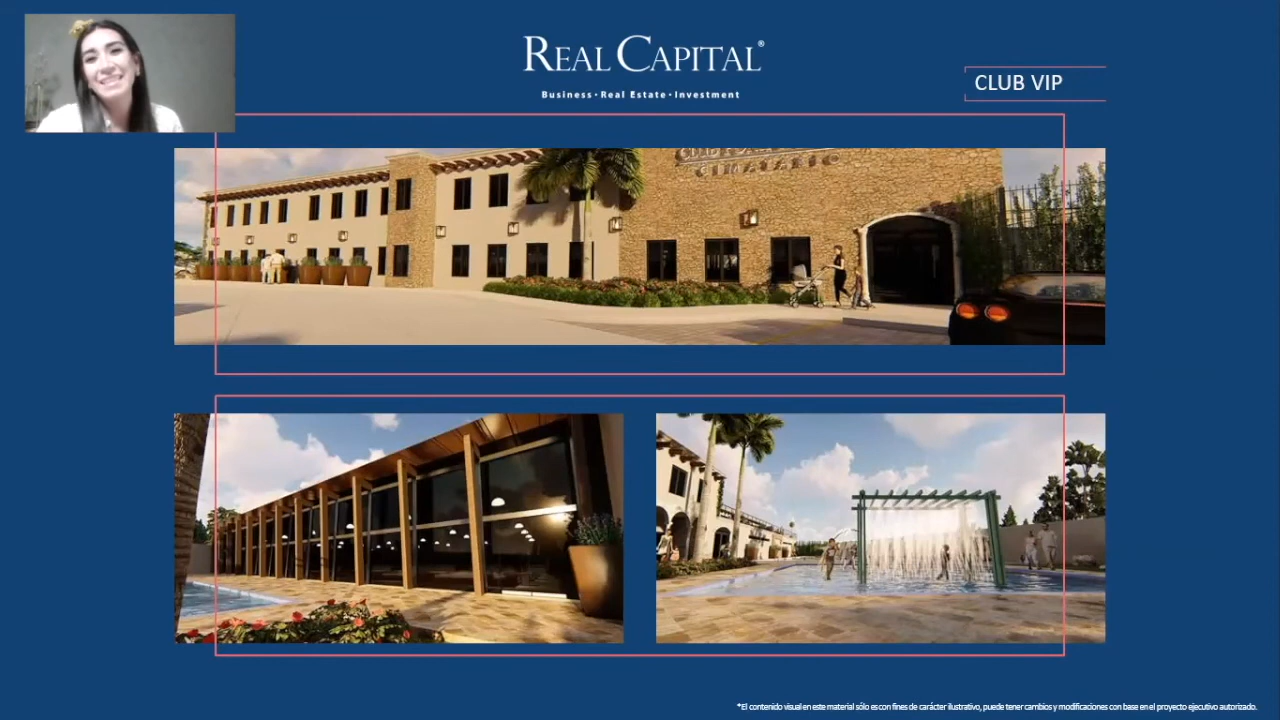 REAL CAPITAL®
Business • Real Estate • Investment
CLUB VIP
CIMATARIO
*El contenido visual en este material sólo es con fines de carácter ilustrativo, puede tener cambios y modificaciones con base en el proyecto ejecutivo autorizado.